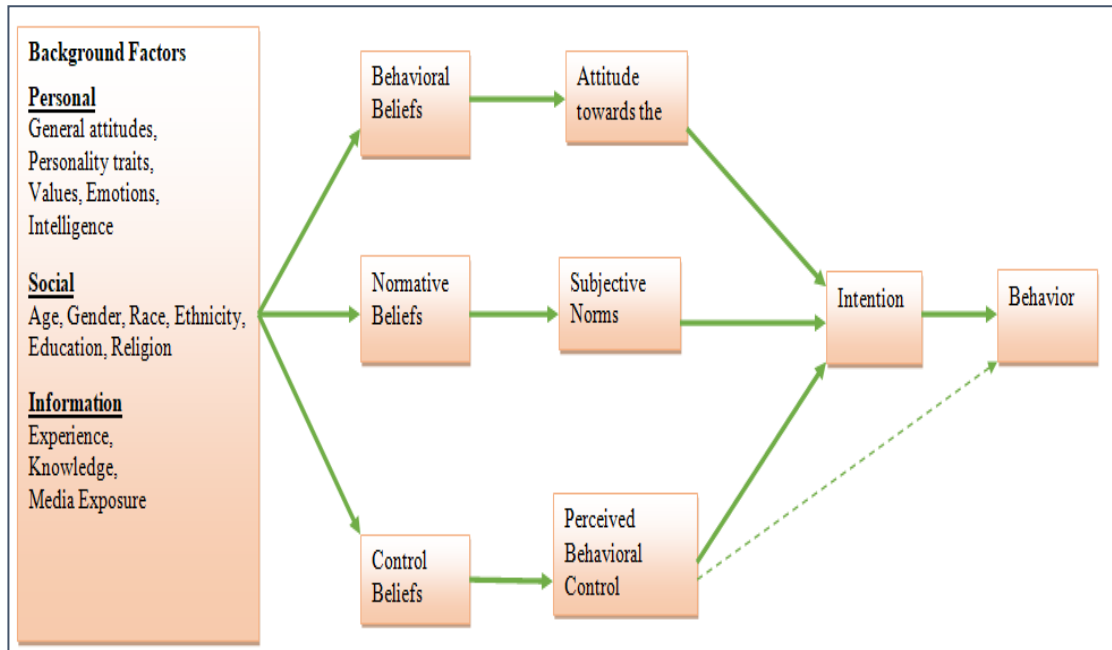 Background Factors
Personal
General attitudes,
Personality traits,
Values, Emotions,
Intelligence
Social
Age, Gender, Race, Ethnicity,
Education, Religion
Information
Experience,
Knowledge,
Media Exposure
Behavioral
Beliefs
Attitude
towards the
Normative
Beliefs
Subjective
Norms
Intention
Behavior
Control
Beliefs
Perceived
Behavioral
Control